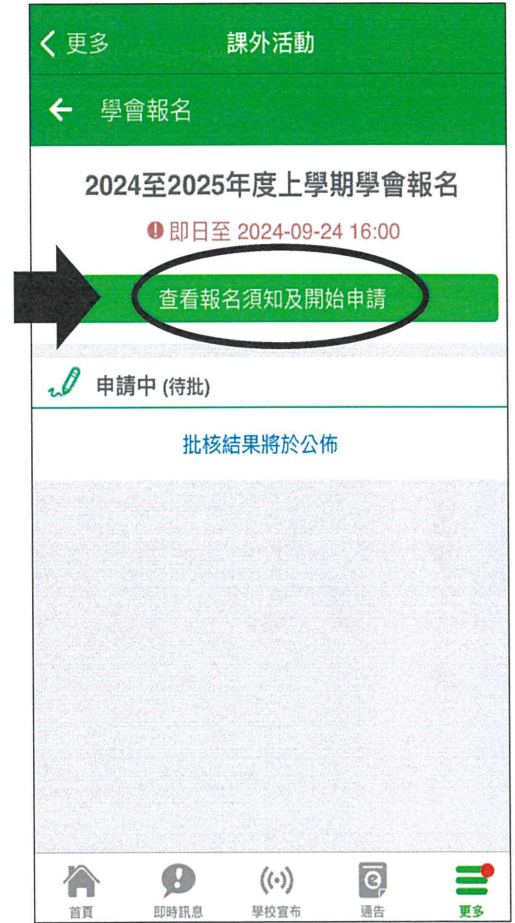 更多 課外活動
學會報名
2024至2025年度上學期學會報名
即日至 2024-09-24 16:00
查看報名須知及開始申請
申請中 (待批)
批核結果將於公佈
首頁 即時訊息 學校宣布 通告 更多